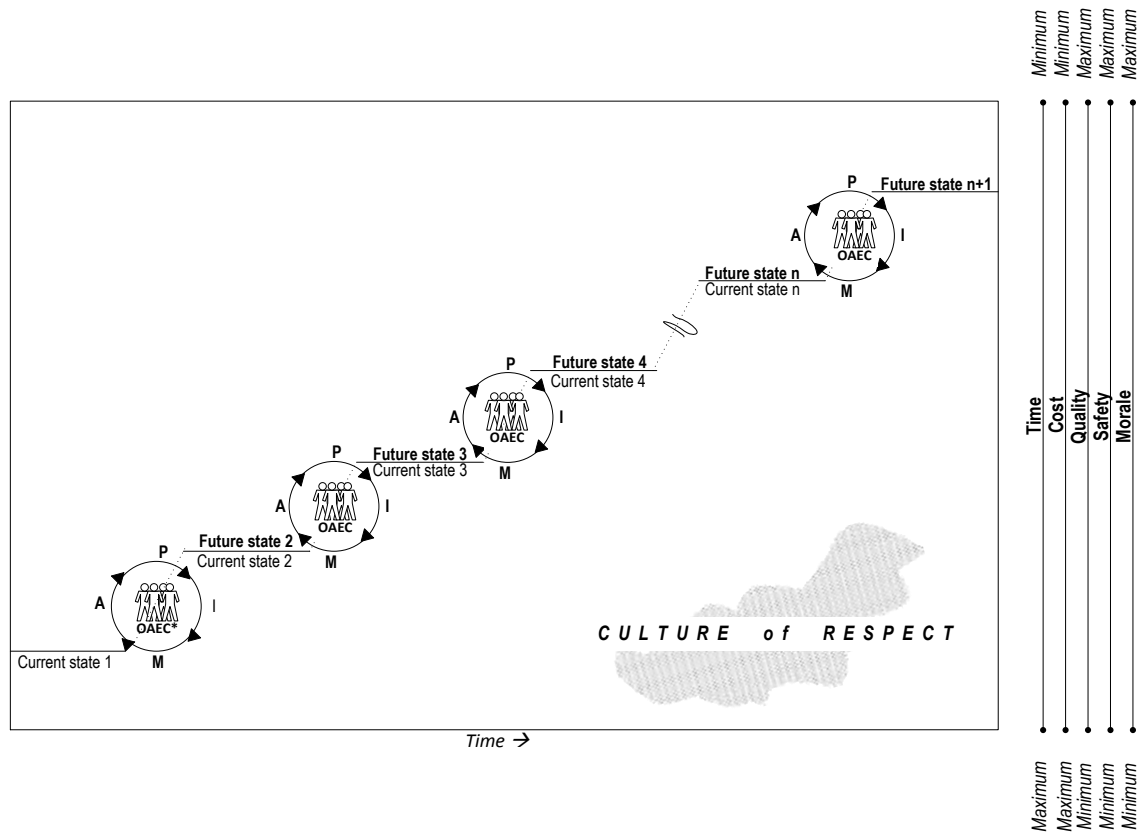 Minimum
Minimum
Maximum
Maximum
Maximum
P
Future state n+1
A
I
OAEC
M
Future state n
Current state n
P
Future state 4
Current state 4
A
I
OAEC
M
P
Future state 3
Current state 3
A
I
OAEC
M
P
Future state 2
Current state 2
A
I
OAEC*
M
Current state 1
CULTURE of RESPECT
Time →
Time
Cost
Quality
Safety
Morale
Maximum
Maximum
Minimum
Minimum
Minimum